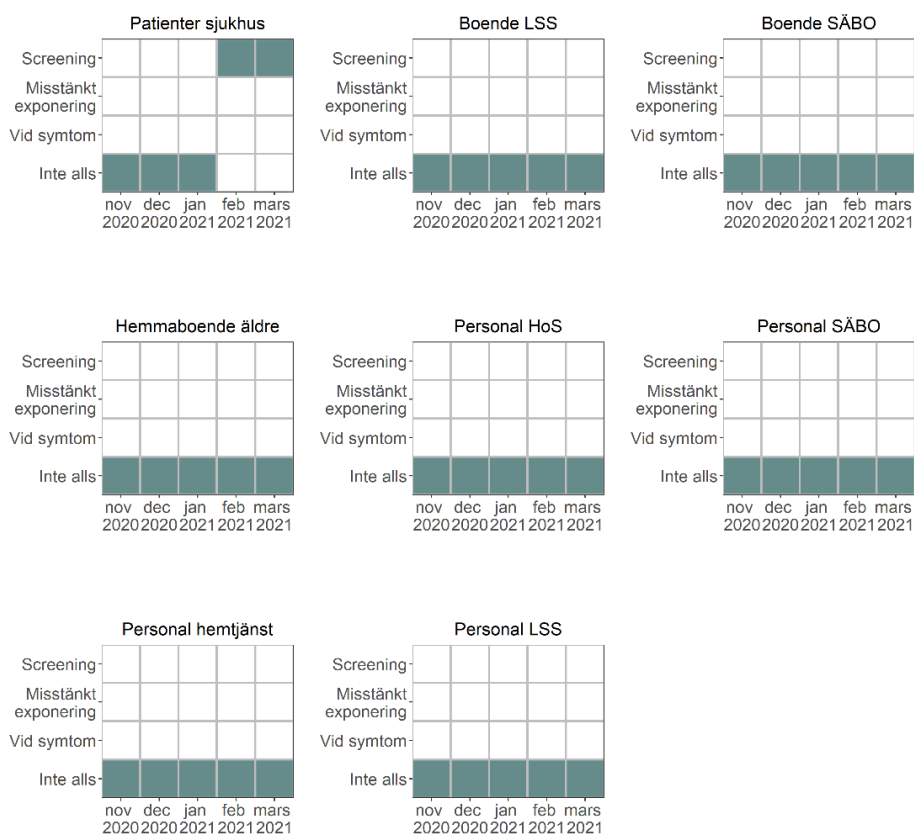 Patienter sjukhus
Screening
Misstänkt
exponering
Vid symtom
Inte alls
nov dec jan feb mars
2020 2020 2021 2021 2021
Boende LSS
Screening
Misstänkt
exponering
Vid symtom
Inte alls
nov dec jan feb mars
2020 2020 2021 2021 2021
Boende SÄBO
Screening
Misstänkt
exponering
Vid symtom
Inte alls
nov dec jan feb mars
2020 2020 2021 2021 2021
Hemmaboende äldre
Screening
Misstänkt
exponering
Vid symtom
Inte alls
nov dec jan feb mars
2020 2020 2021 2021 2021
Personal HoS
Screening
Misstänkt
exponering
Vid symtom
Inte alls
nov dec jan feb mars
2020 2020 2021 2021 2021
Personal SÄBO
Screening
Misstänkt
exponering
Vid symtom
Inte alls
nov dec jan feb mars
2020 2020 2021 2021 2021
Personal hemtjänst
Screening
Misstänkt
exponering
Vid symtom
Inte alls
nov dec jan feb mars
2020 2020 2021 2021 2021
Personal LSS
Screening
Misstänkt
exponering
Vid symtom
Inte alls
nov dec jan feb mars
2020 2020 2021 2021 2021